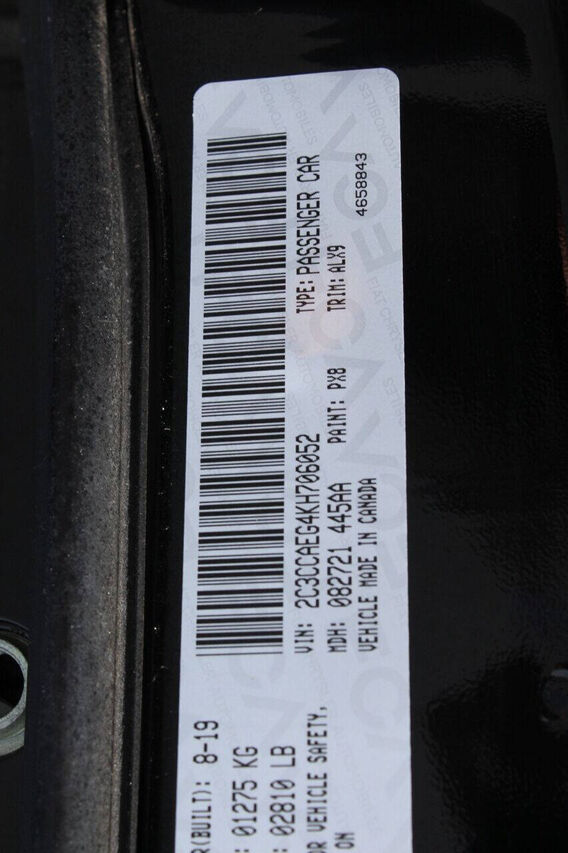 R(BUILT): 8-19
: 01275 KG
: 02810 LB
OR VEHICLE SAFETY,
ON
VIN: 2C3CCAEG4KH706052
TYPE: PASSENGER CAR
MDH: 082721 445AA
PAINT: PX8
TRIM: ALX9
VEHICLE MADE IN CANADA
4658843